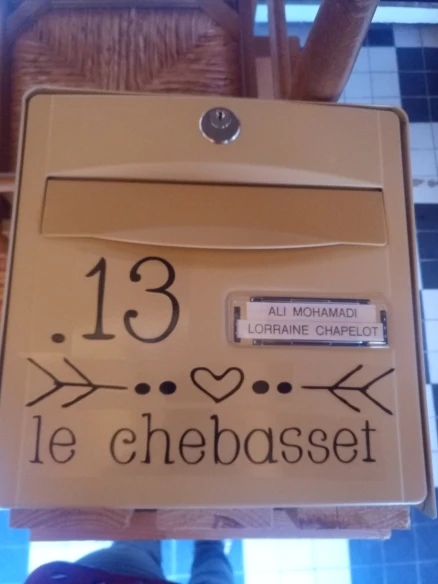 .13
ALI MOHAMADI
LORRAINE CHAPELOT
le chebasset